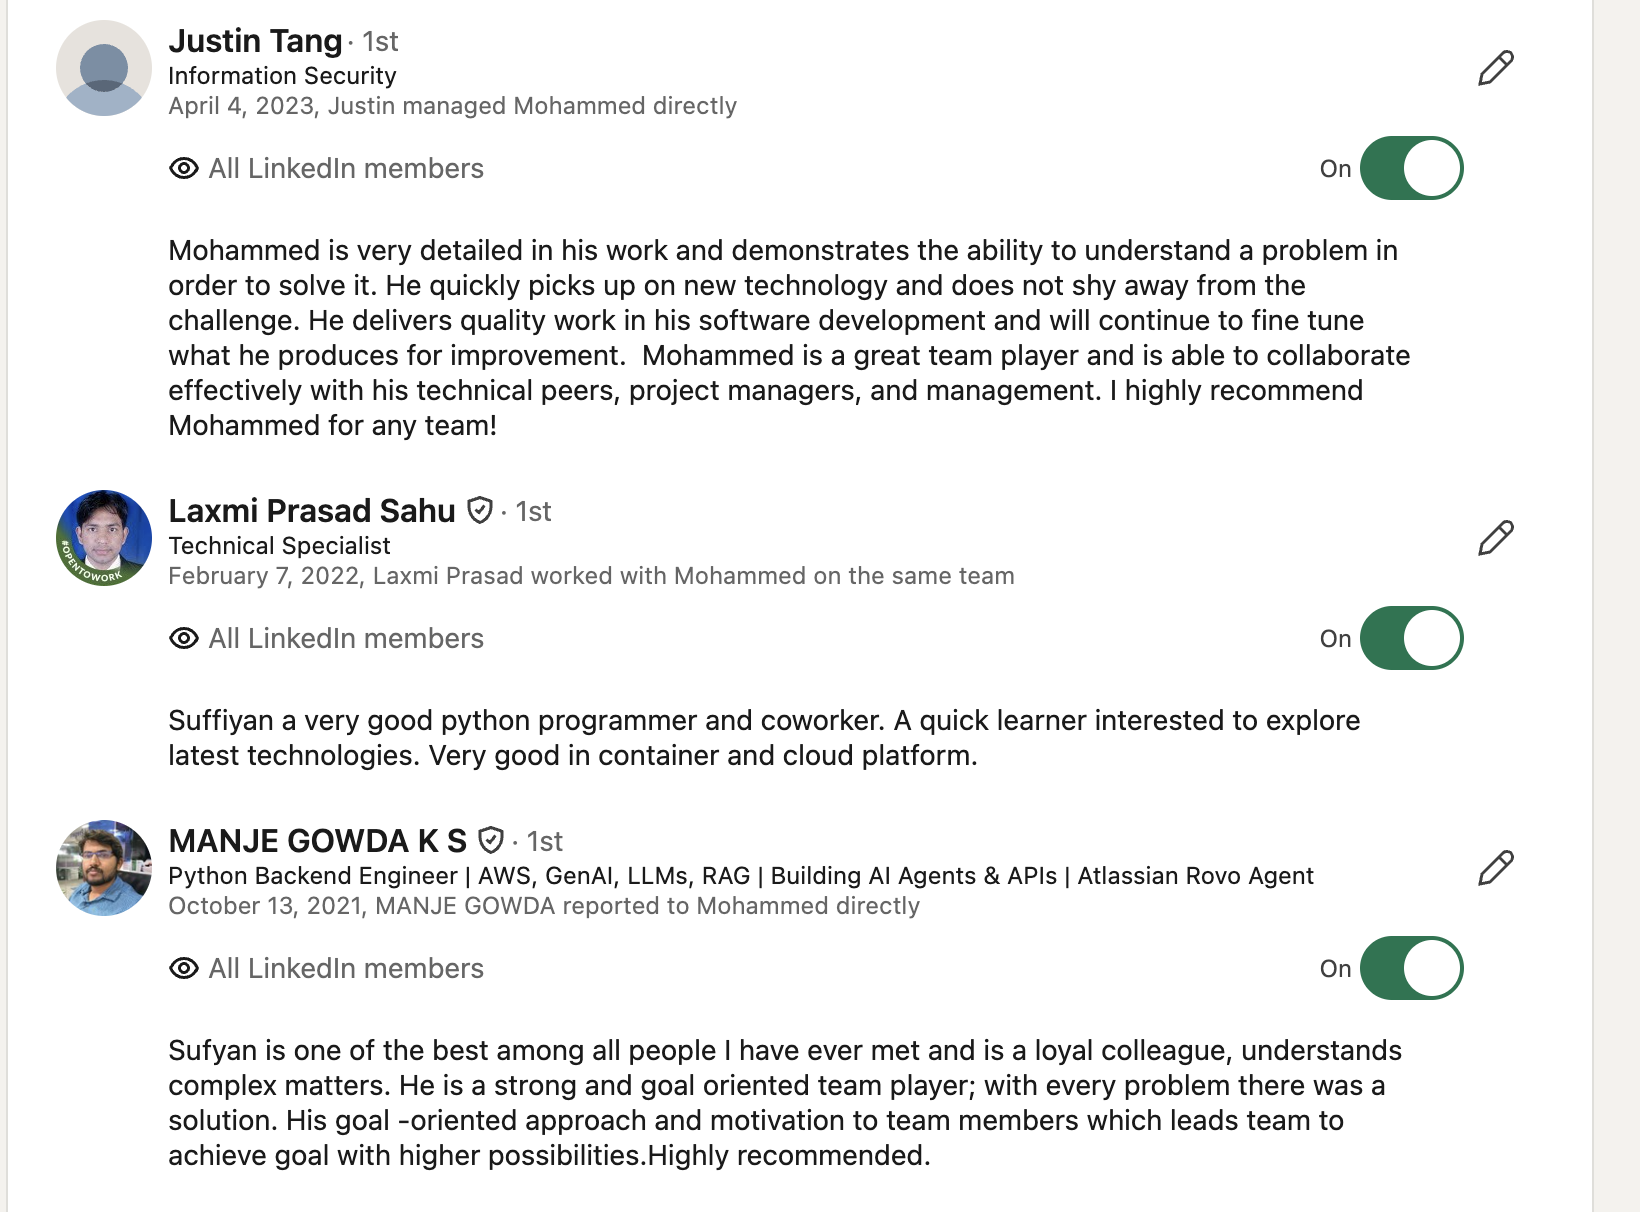 Justin Tang · 1st
Information Security
April 4, 2023, Justin managed Mohammed directly
All LinkedIn members
On
Mohammed is very detailed in his work and demonstrates the ability to understand a problem in
order to solve it. He quickly picks up on new technology and does not shy away from the
challenge. He delivers quality work in his software development and will continue to fine tune
what he produces for improvement.  Mohammed is a great team player and is able to collaborate
effectively with his technical peers, project managers, and management. I highly recommend
Mohammed for any team!
#OPENTOWORK
Laxmi Prasad Sahu · 1st
Technical Specialist
February 7, 2022, Laxmi Prasad worked with Mohammed on the same team
All LinkedIn members
On
Suffiyan a very good python programmer and coworker. A quick learner interested to explore
latest technologies. Very good in container and cloud platform.
MANJE GOWDA K S · 1st
Python Backend Engineer | AWS, GenAI, LLMs, RAG | Building AI Agents & APIs | Atlassian Rovo Agent
October 13, 2021, MANJE GOWDA reported to Mohammed directly
All LinkedIn members
On
Sufyan is one of the best among all people I have ever met and is a loyal colleague, understands
complex matters. He is a strong and goal oriented team player; with every problem there was a
solution. His goal -oriented approach and motivation to team members which leads team to
achieve goal with higher possibilities.Highly recommended.